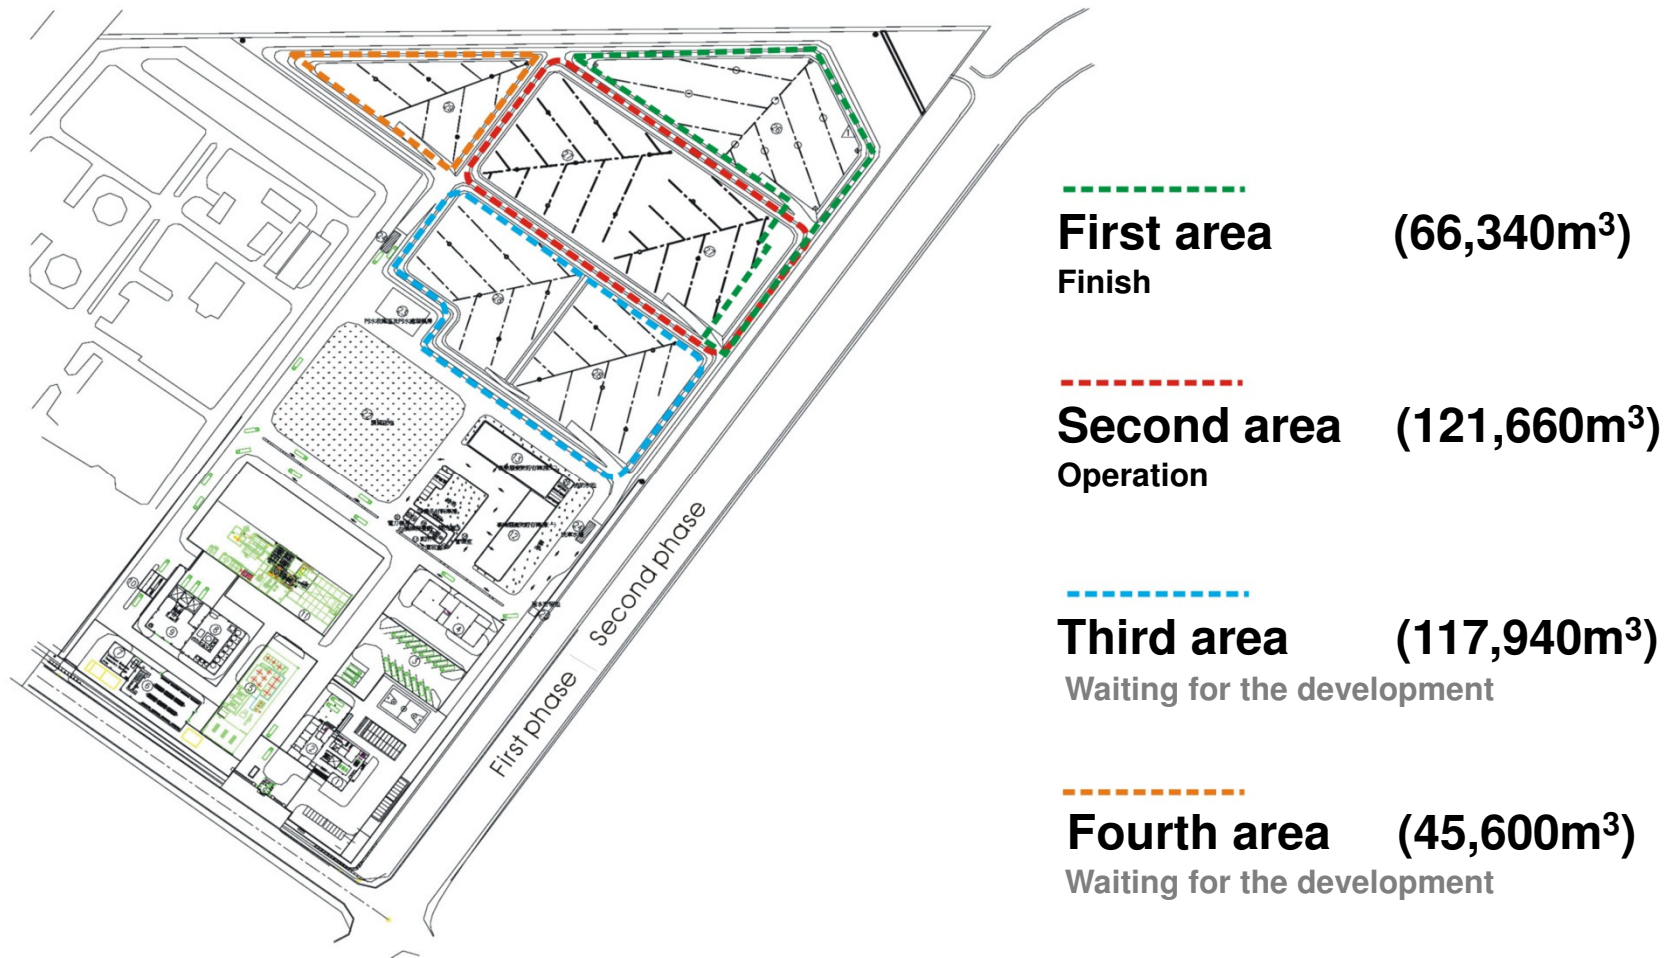 First area (66,340m³)
Finish
Second area (121,660m³)
Operation
Third area (117,940m³)
Waiting for the development
Fourth area (45,600m³)
Waiting for the development
Second phase
First phase